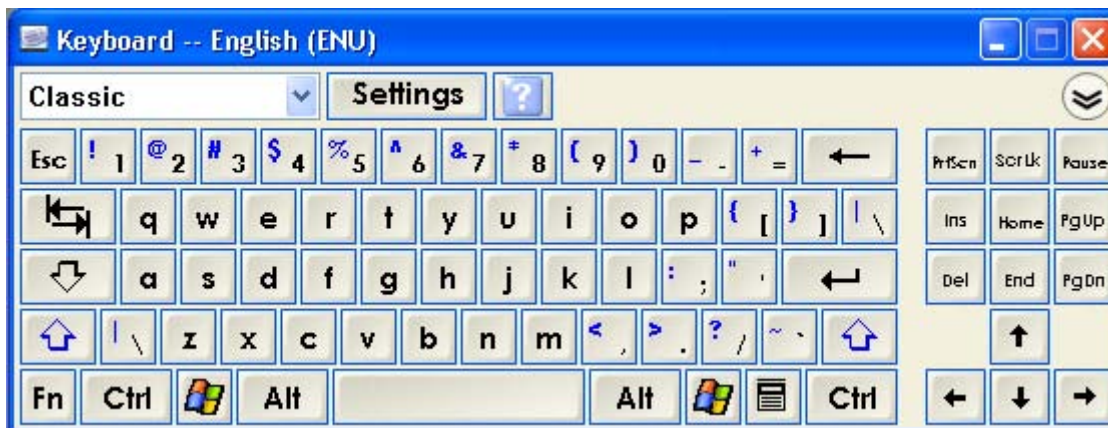 Keyboard -- English (ENU)
Classic Settings ?
Esc ! 1 @ 2 # 3 $ 4 % 5 ^ 6 & 7 * 8 ( 9 ) 0 _ - + = PrtScn ScrLk Pause
q w e r t y u i o p { [ } ] | \ Ins Home PgUp
a s d f g h j k l : ; " ' Del End PgDn
| \ z x c v b n m < , > . ? / ~ `
Fn Ctrl Alt Alt Ctrl